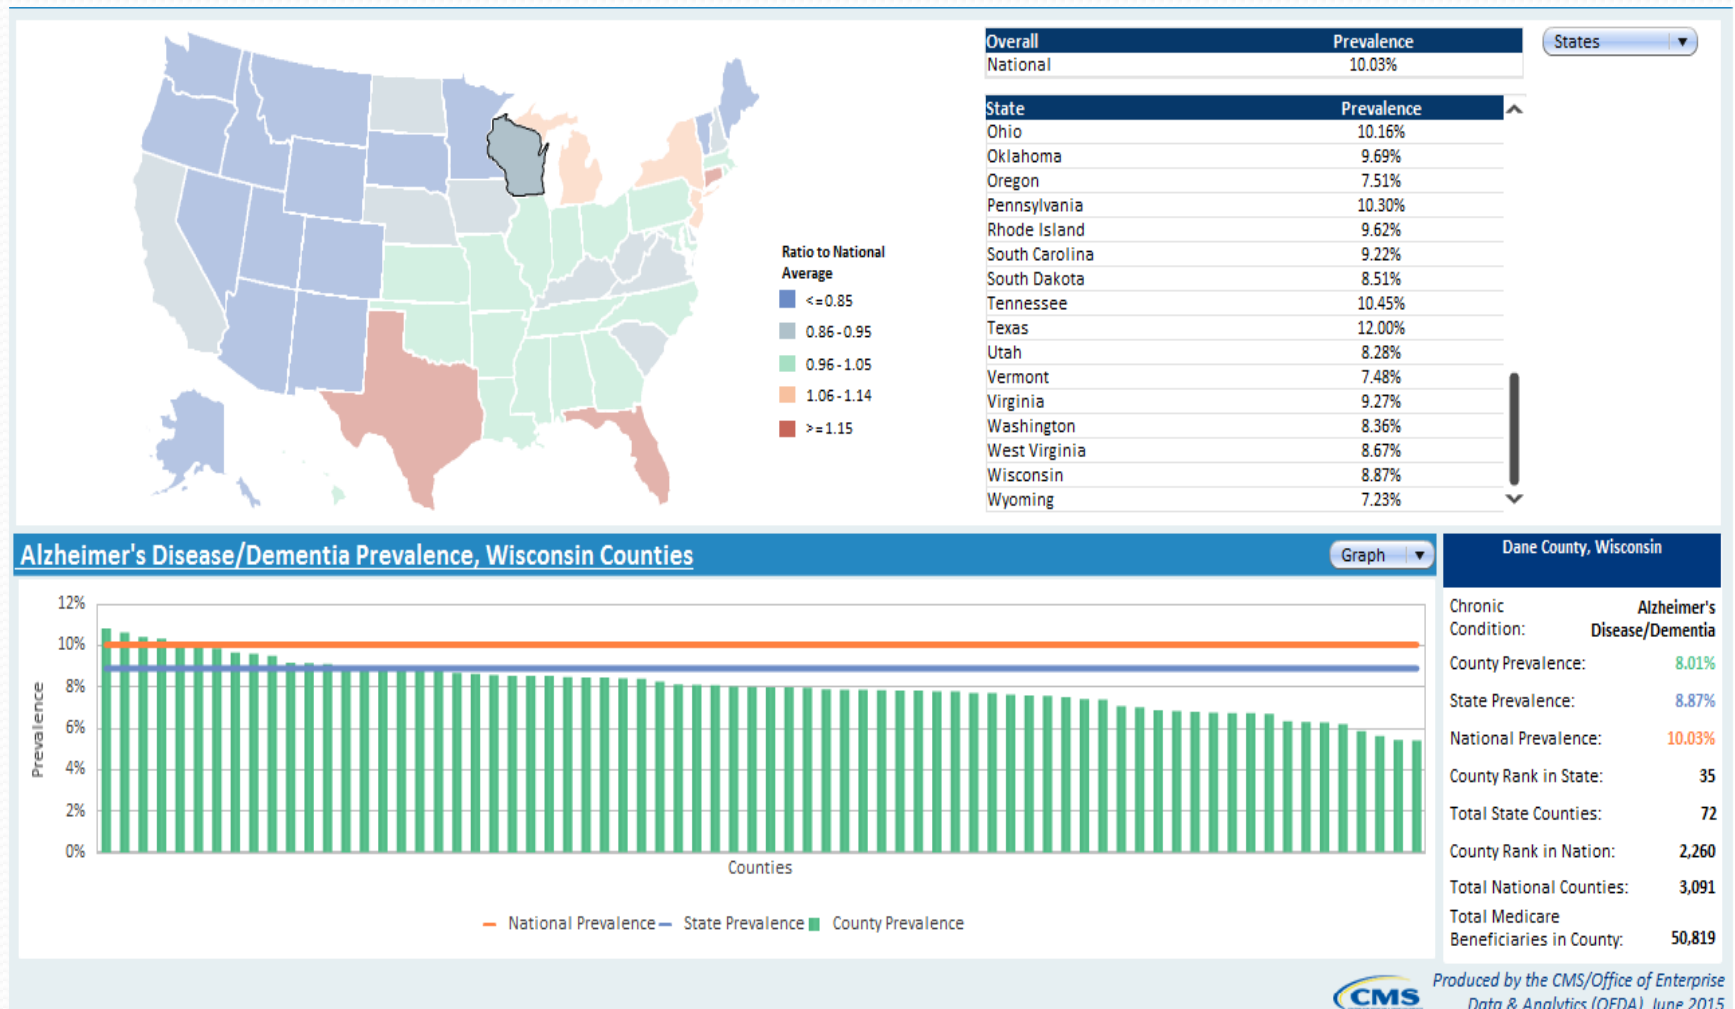 Overall Prevalence
National 10.03%
States
State Prevalence
Ohio 10.16%
Oklahoma 9.69%
Oregon 7.51%
Pennsylvania 10.30%
Rhode Island 9.62%
South Carolina 9.22%
South Dakota 8.51%
Tennessee 10.45%
Texas 12.00%
Utah 8.28%
Vermont 7.48%
Virginia 9.27%
Washington 8.36%
West Virginia 8.67%
Wisconsin 8.87%
Wyoming 7.23%
Ratio to National
Average
<=0.85
0.86-0.95
0.96-1.05
1.06-1.14
>=1.15
Alzheimer's Disease/Dementia Prevalence, Wisconsin Counties
Graph
12%
10%
8%
6%
4%
2%
0%
Prevalence
Counties
National Prevalence State Prevalence County Prevalence
Dane County, Wisconsin
Chronic Alzheimer's
Condition: Disease/Dementia
County Prevalence: 8.01%
State Prevalence: 8.87%
National Prevalence: 10.03%
County Rank in State: 35
Total State Counties: 72
County Rank in Nation: 2,260
Total National Counties: 3,091
Total Medicare
Beneficiaries in County: 50,819
CMS
Produced by the CMS/Office of Enterprise
Data & Analytics (OEDA), June 2015